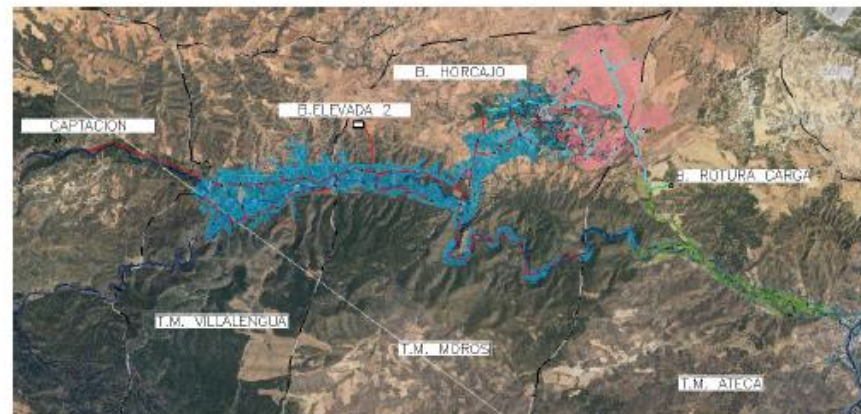 B. HORCAJO
B.ELEVADA 2
CAPTACION
B. ROTURA CARGA
T.M. VILLALENGUA
T.M. MOROS
T.M. ATECA